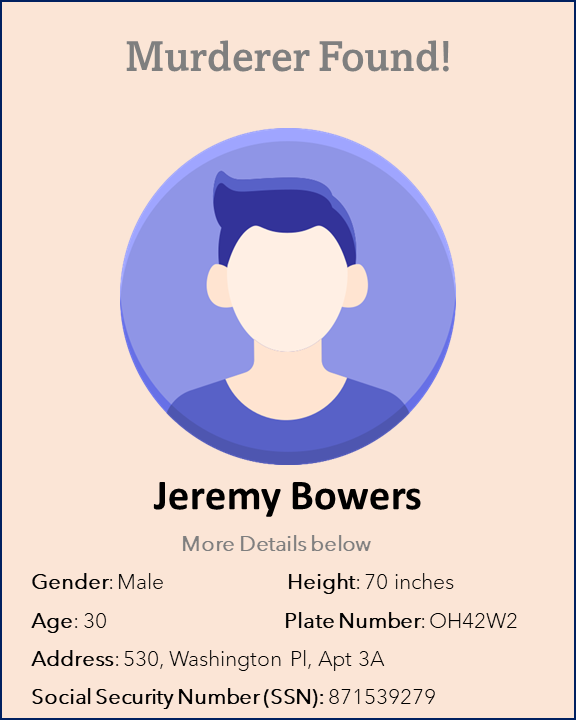 Murderer Found!
Jeremy Bowers
More Details below
Gender: Male Height: 70 inches
Age: 30 Plate Number: OH42W2
Address: 530, Washington Pl, Apt 3A
Social Security Number (SSN): 871539279